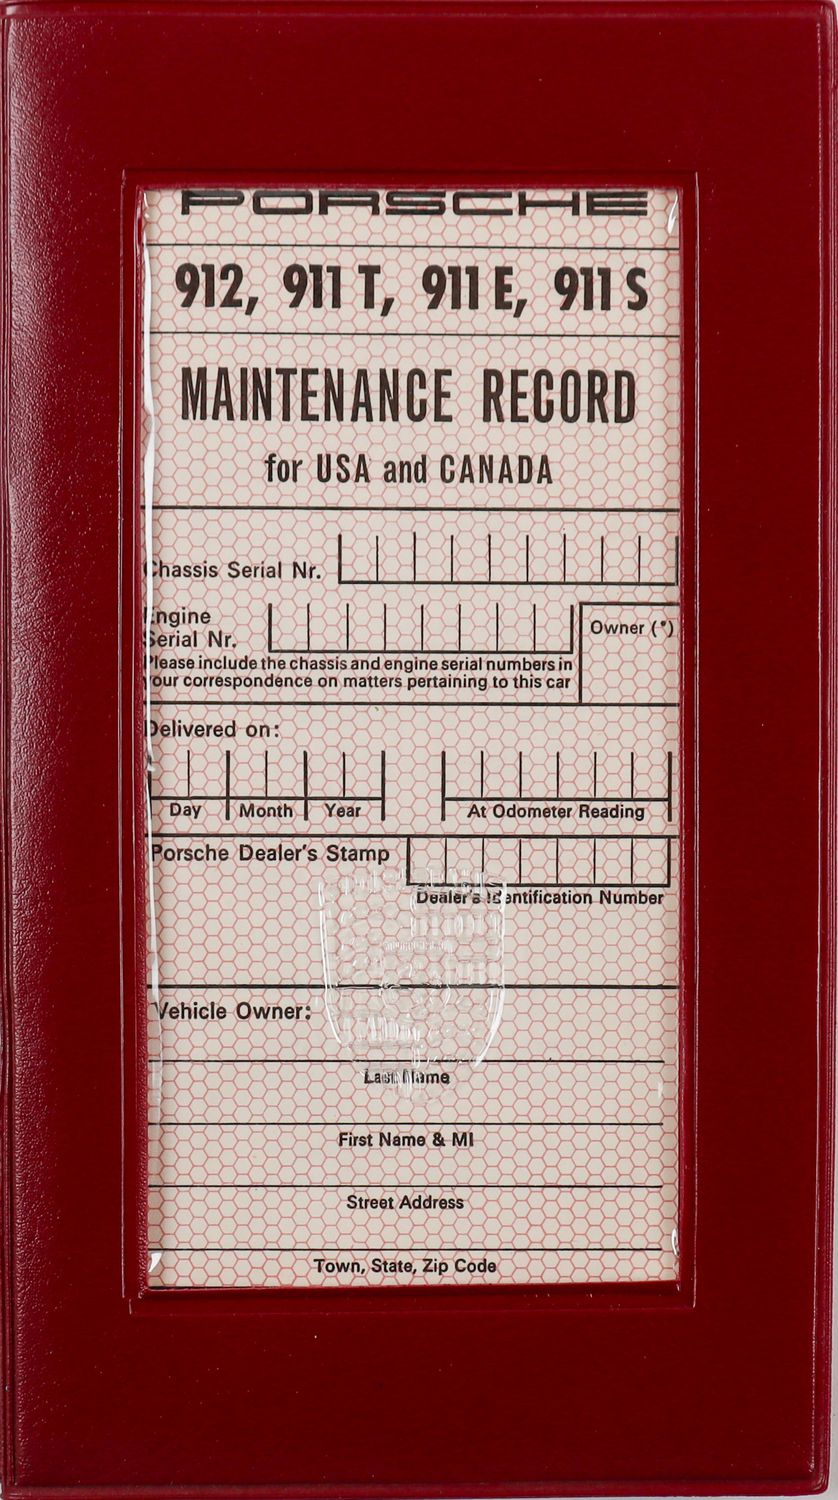 PORSCHE
912, 911 T, 911 E, 911 S
MAINTENANCE RECORD
for USA and CANADA
Chassis Serial Nr.
Engine
Serial Nr.
Owner (*)
Please include the chassis and engine serial numbers in
your correspondence on matters pertaining to this car
Delivered on:
Day Month Year At Odometer Reading
Porsche Dealer's Stamp
Dealer's Identification Number
Vehicle Owner:
Last Name
First Name & MI
Street Address
Town, State, Zip Code